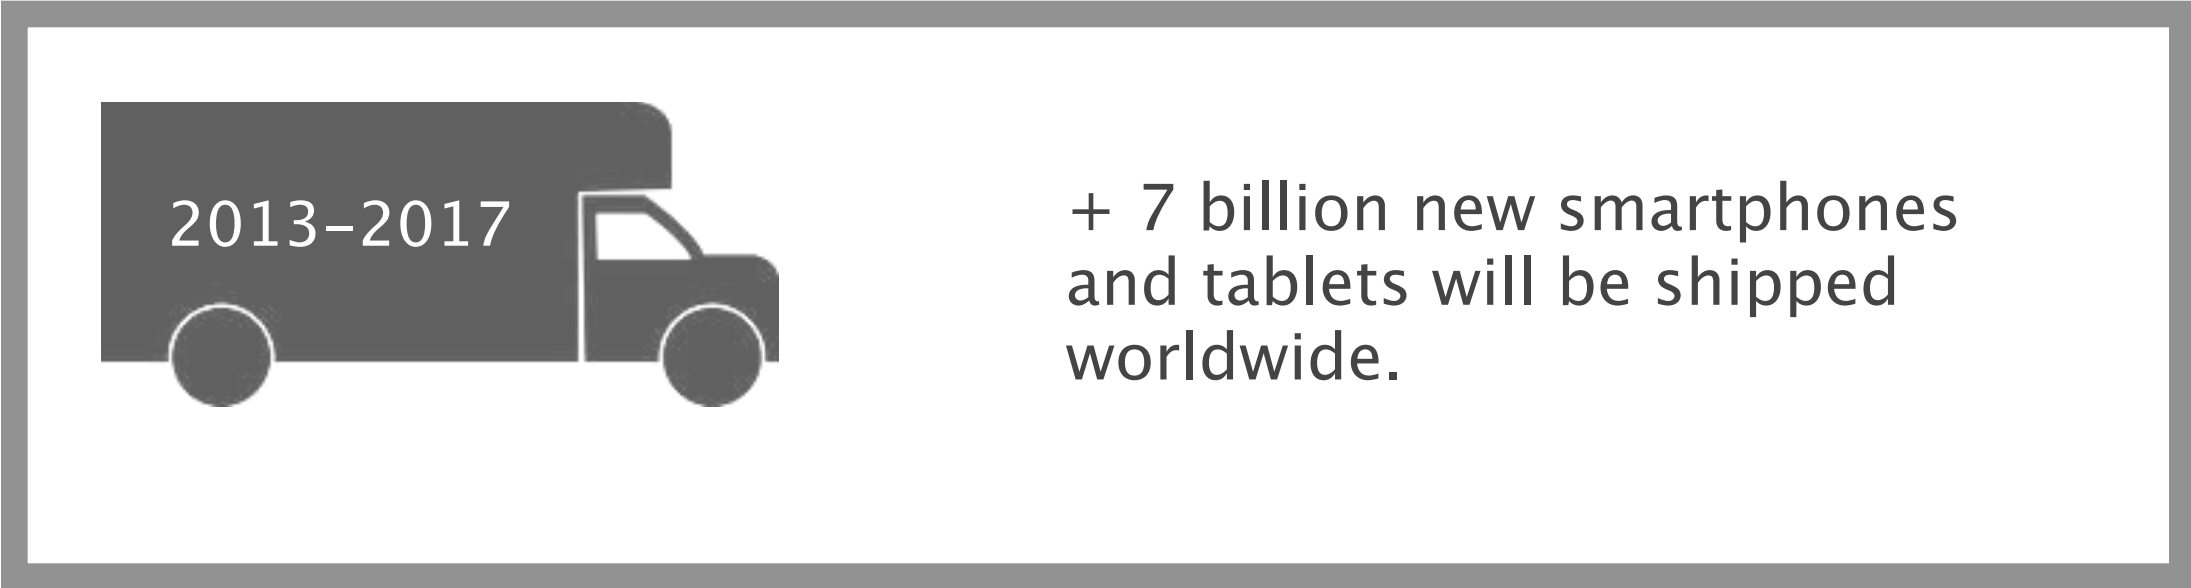 2013-2017
+ 7 billion new smartphones
and tablets will be shipped
worldwide.